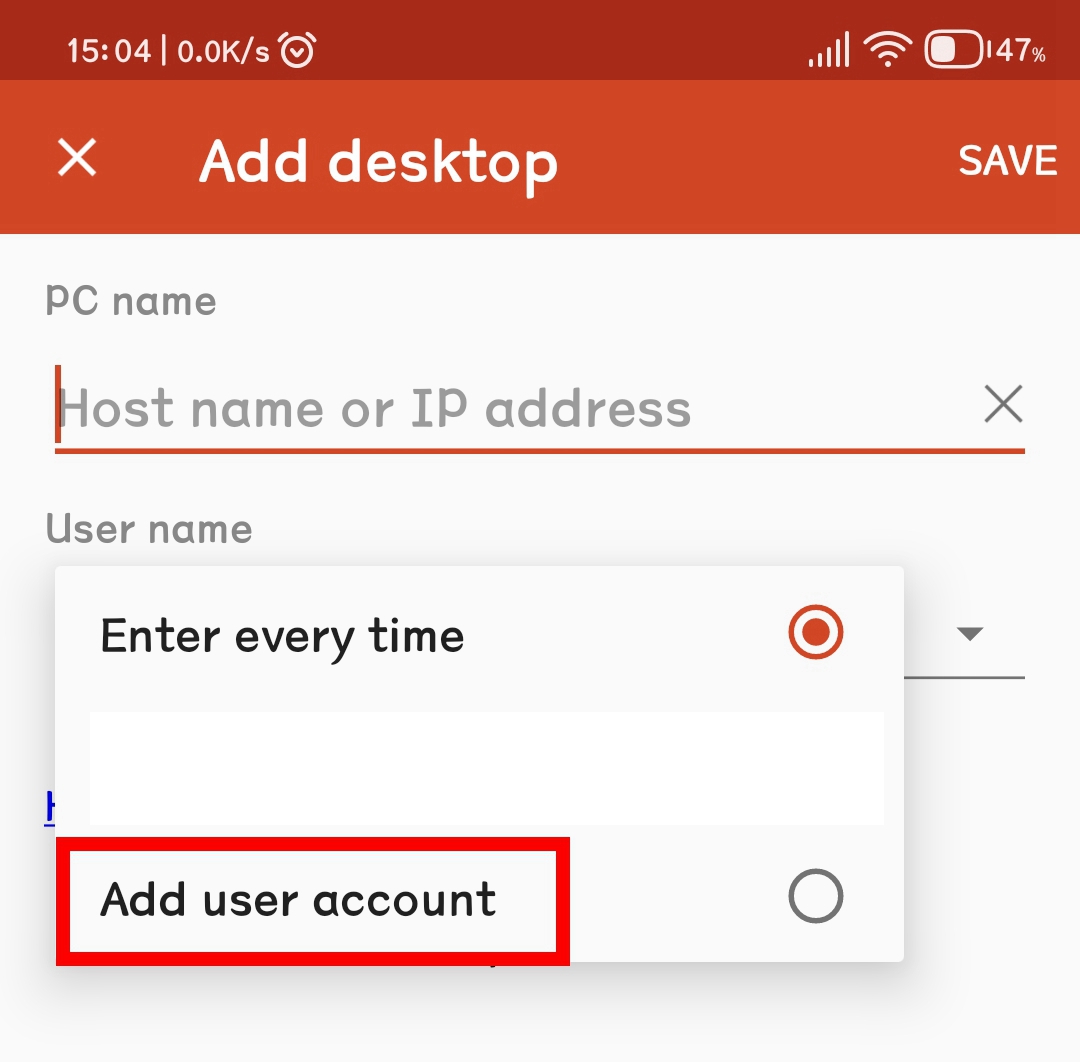 15:04 | 0.0K/s 47%
Add desktop SAVE
PC name
Host name or IP address
User name
Enter every time
Add user account